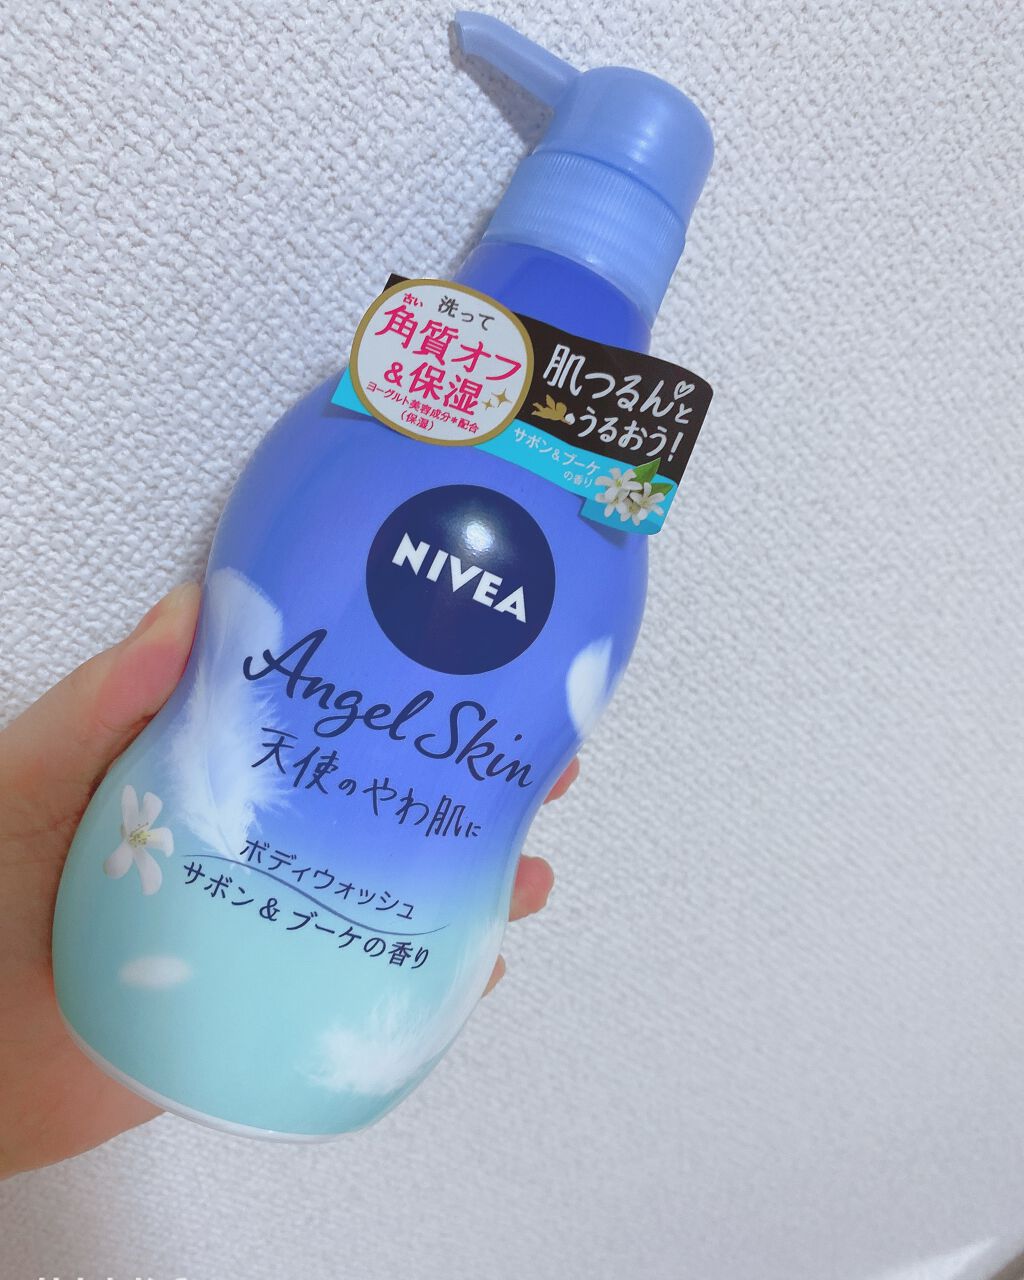 洗って
古い
角質オフ
&保湿
ヨーグルト美容成分*配合
(保湿)
肌つるんと
うるおう!
サボン&ブーケ
の香り
NIVEA
Angel Skin
天使のやわ肌に
ボディウォッシュ
サボン&ブーケの香り